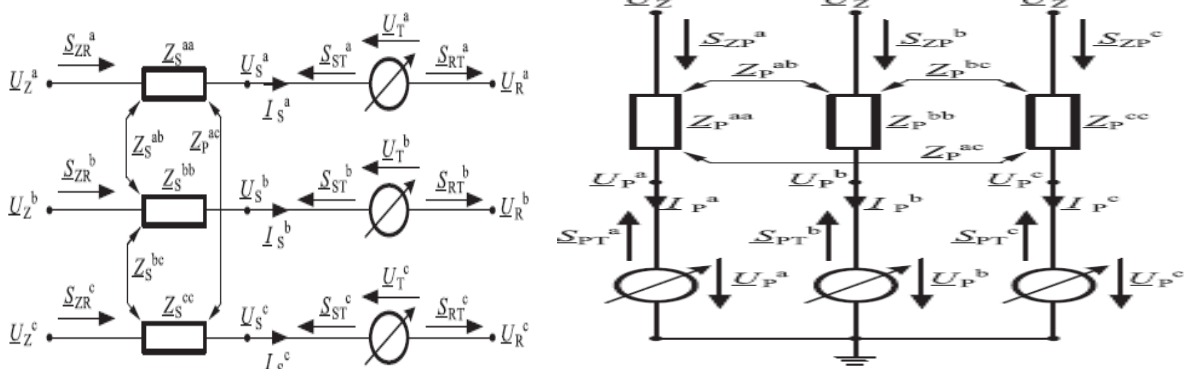 U_T^a
S_ZR^a Z_S^aa U_S^a S_ST^a S_RT^a
U_Z^a I_S^a U_R^a
Z_S^ab Z_P^ac
U_T^b
S_ZR^b Z_S^bb U_S^b S_ST^b S_RT^b
U_Z^b I_S^b U_R^b
Z_S^bc
U_T^c
S_ZR^c Z_S^cc U_S^c S_ST^c S_RT^c
U_Z^c I_S^c U_R^c
S_ZP^a S_ZP^b S_ZP^c
Z_P^ab Z_P^bc
Z_P^aa Z_P^bb Z_P^cc
Z_P^ac
U_P^a U_P^b U_P^c
I_P^a I_P^b I_P^c
S_PT^a S_PT^b S_PT^c
U_P^a U_P^b U_P^c